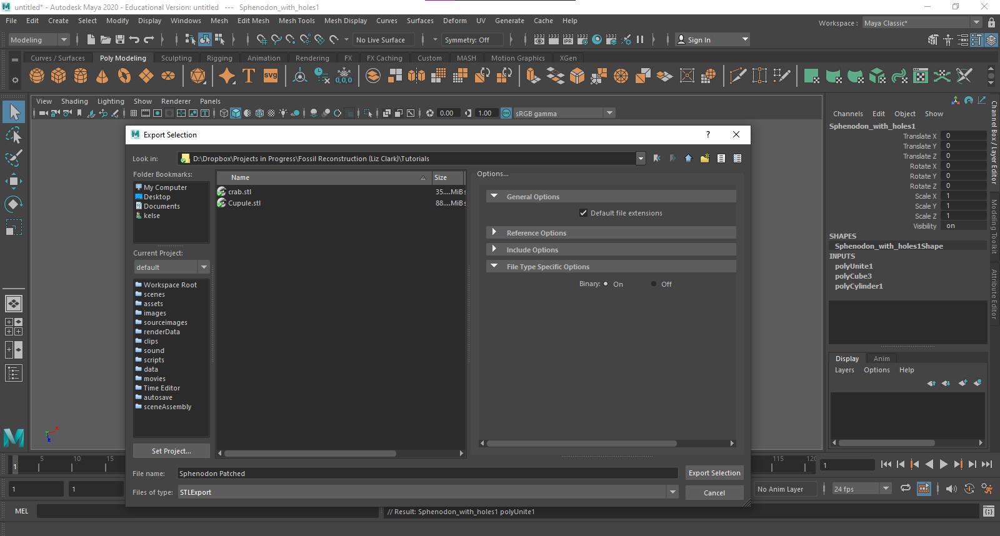 untitled* - Autodesk Maya 2020 - Educational Version: untitled --- Sphenodon_with_holes1
File Edit Create Select Modify Display Windows Mesh Edit Mesh Mesh Tools Mesh Display Curves Surfaces Deform UV Generate Cache Help
Workspace : Maya Classic*
Modeling No Live Surface Symmetry: Off IPR Sign In
Curves / Surfaces Poly Modeling Sculpting Rigging Animation Rendering FX FX Caching Custom MASH Motion Graphics XGen
T svg 0,0,0
View Shading Lighting Show Renderer Panels
0.00 1.00 ON sRGB gamma
Export Selection ?
Look in: D:\Dropbox\Projects in Progress\Fossil Reconstruction (Liz Clark)\Tutorials
Folder Bookmarks:
My Computer
Desktop
Documents
kelse
Current Project:
default
Workspace Root
scenes
assets
images
sourceimages
renderData
clips
sound
scripts
data
movies
Time Editor
autosave
sceneAssembly
Set Project...
Name Size
crab.stl 35....MiB
Cupule.stl 88....MiB
Options...
General Options
Default file extensions
Reference Options
Include Options
File Type Specific Options
Binary: On Off
File name: Sphenodon Patched Export Selection
Files of type: STLExport Cancel
Channels Edit Object Show
Sphenodon_with_holes1
Translate X 0
Translate Y 0
Translate Z 0
Rotate X 0
Rotate Y 0
Rotate Z 0
Scale X 1
Scale Y 1
Scale Z 1
Visibility on
SHAPES
Sphenodon_with_holes1Shape
INPUTS
polyUnite1
polyCube3
polyCylinder1
Channel Box / Layer Editor
Modeling Toolkit
Attribute Editor
Display Anim
Layers Options Help
1 5 10 15 115 120 1
1 1 No Anim Layer 24 fps
MEL // Result: Sphenodon_with_holes1 polyUnite1